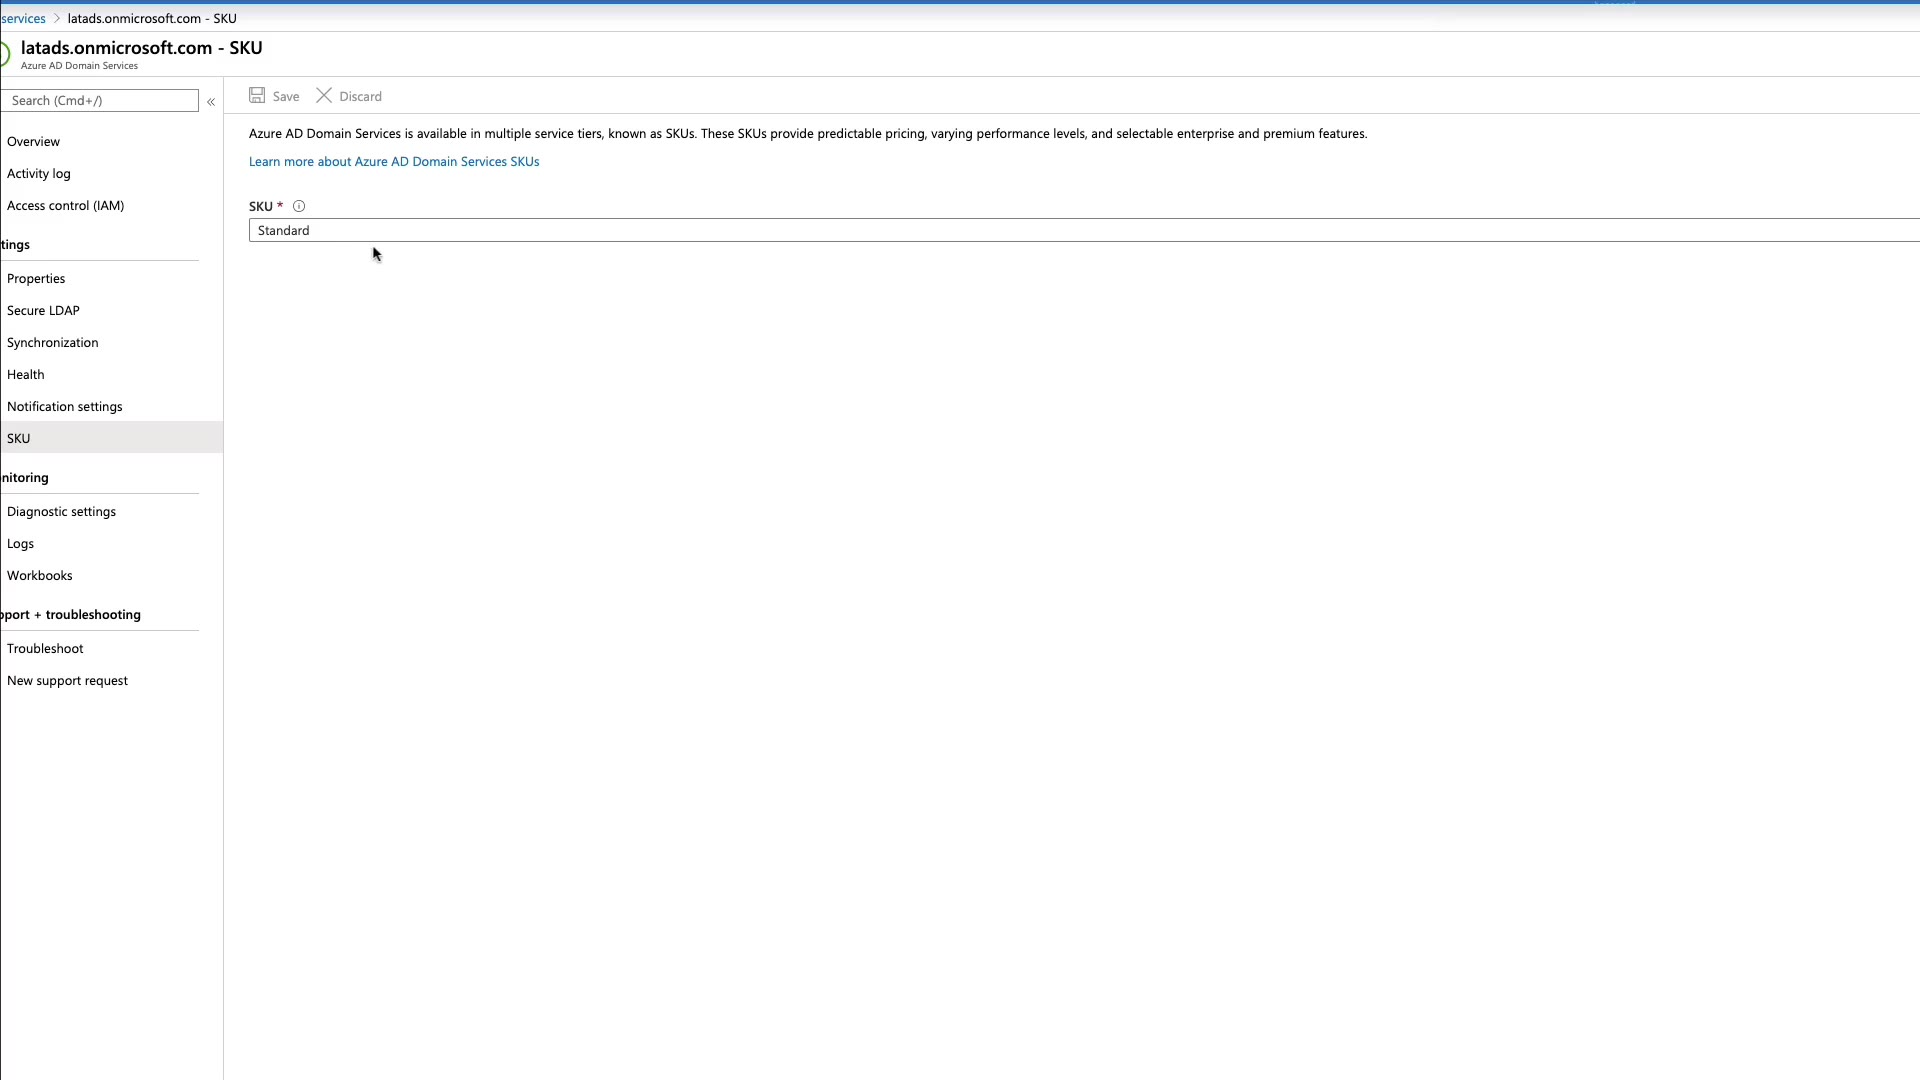 services > latads.onmicrosoft.com - SKU
latads.onmicrosoft.com - SKU
Azure AD Domain Services
Search (Cmd+/)
«
Save
Discard
Overview
Activity log
Access control (IAM)
tings
Properties
Secure LDAP
Synchronization
Health
Notification settings
SKU
nitoring
Diagnostic settings
Logs
Workbooks
pport + troubleshooting
Troubleshoot
New support request
Azure AD Domain Services is available in multiple service tiers, known as SKUs. These SKUs provide predictable pricing, varying performance levels, and selectable enterprise and premium features.
Learn more about Azure AD Domain Services SKUs
SKU *
Standard